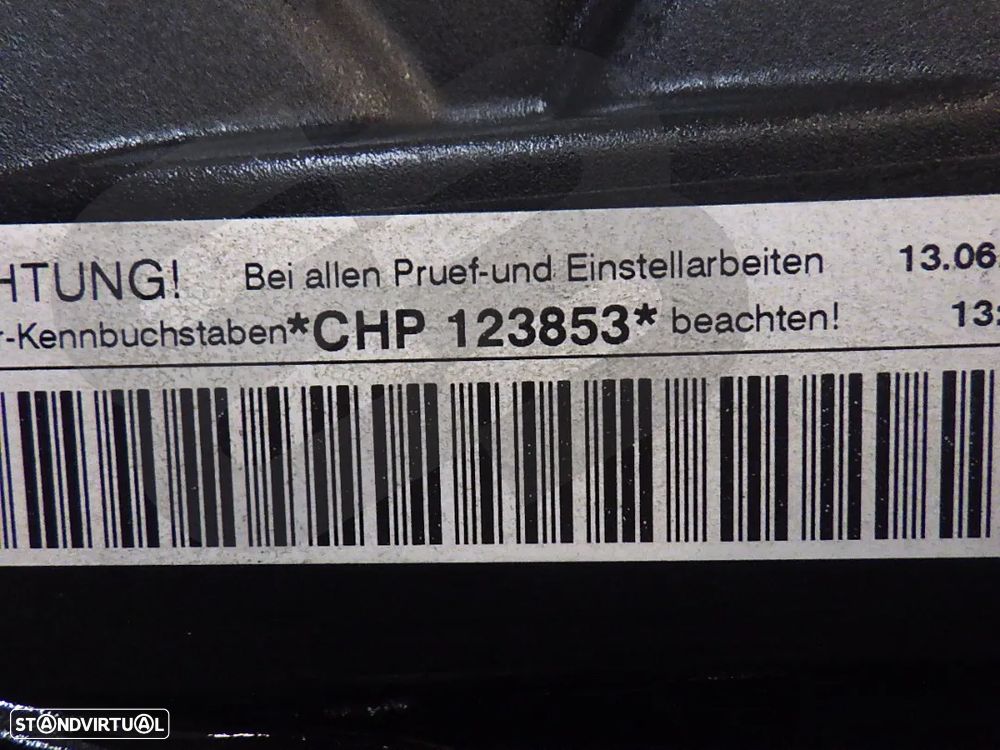 HTUNG! Bei allen Pruef-und Einstellarbeiten 13.06.
r-Kennbuchstaben*CHP 123853* beachten! 13:
STANDVIRTUAL